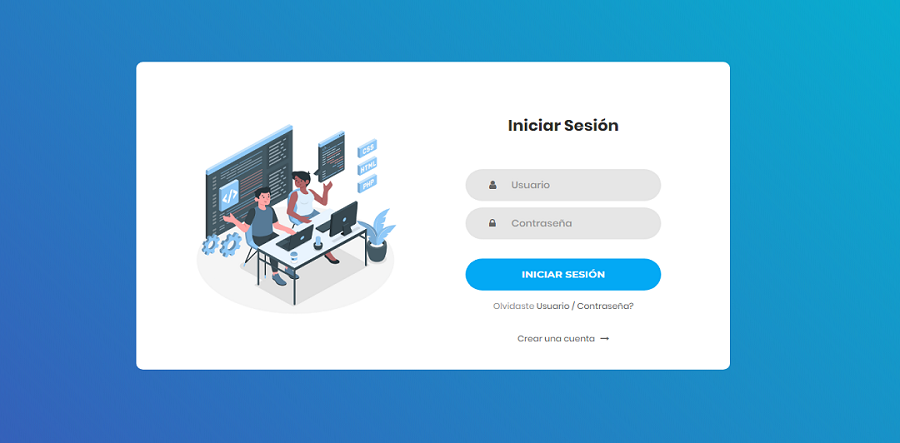 CSS
HTML
PHP
</>
Iniciar Sesión
Usuario
Contraseña
INICIAR SESIÓN
Olvidaste Usuario / Contraseña?
Crear una cuenta →